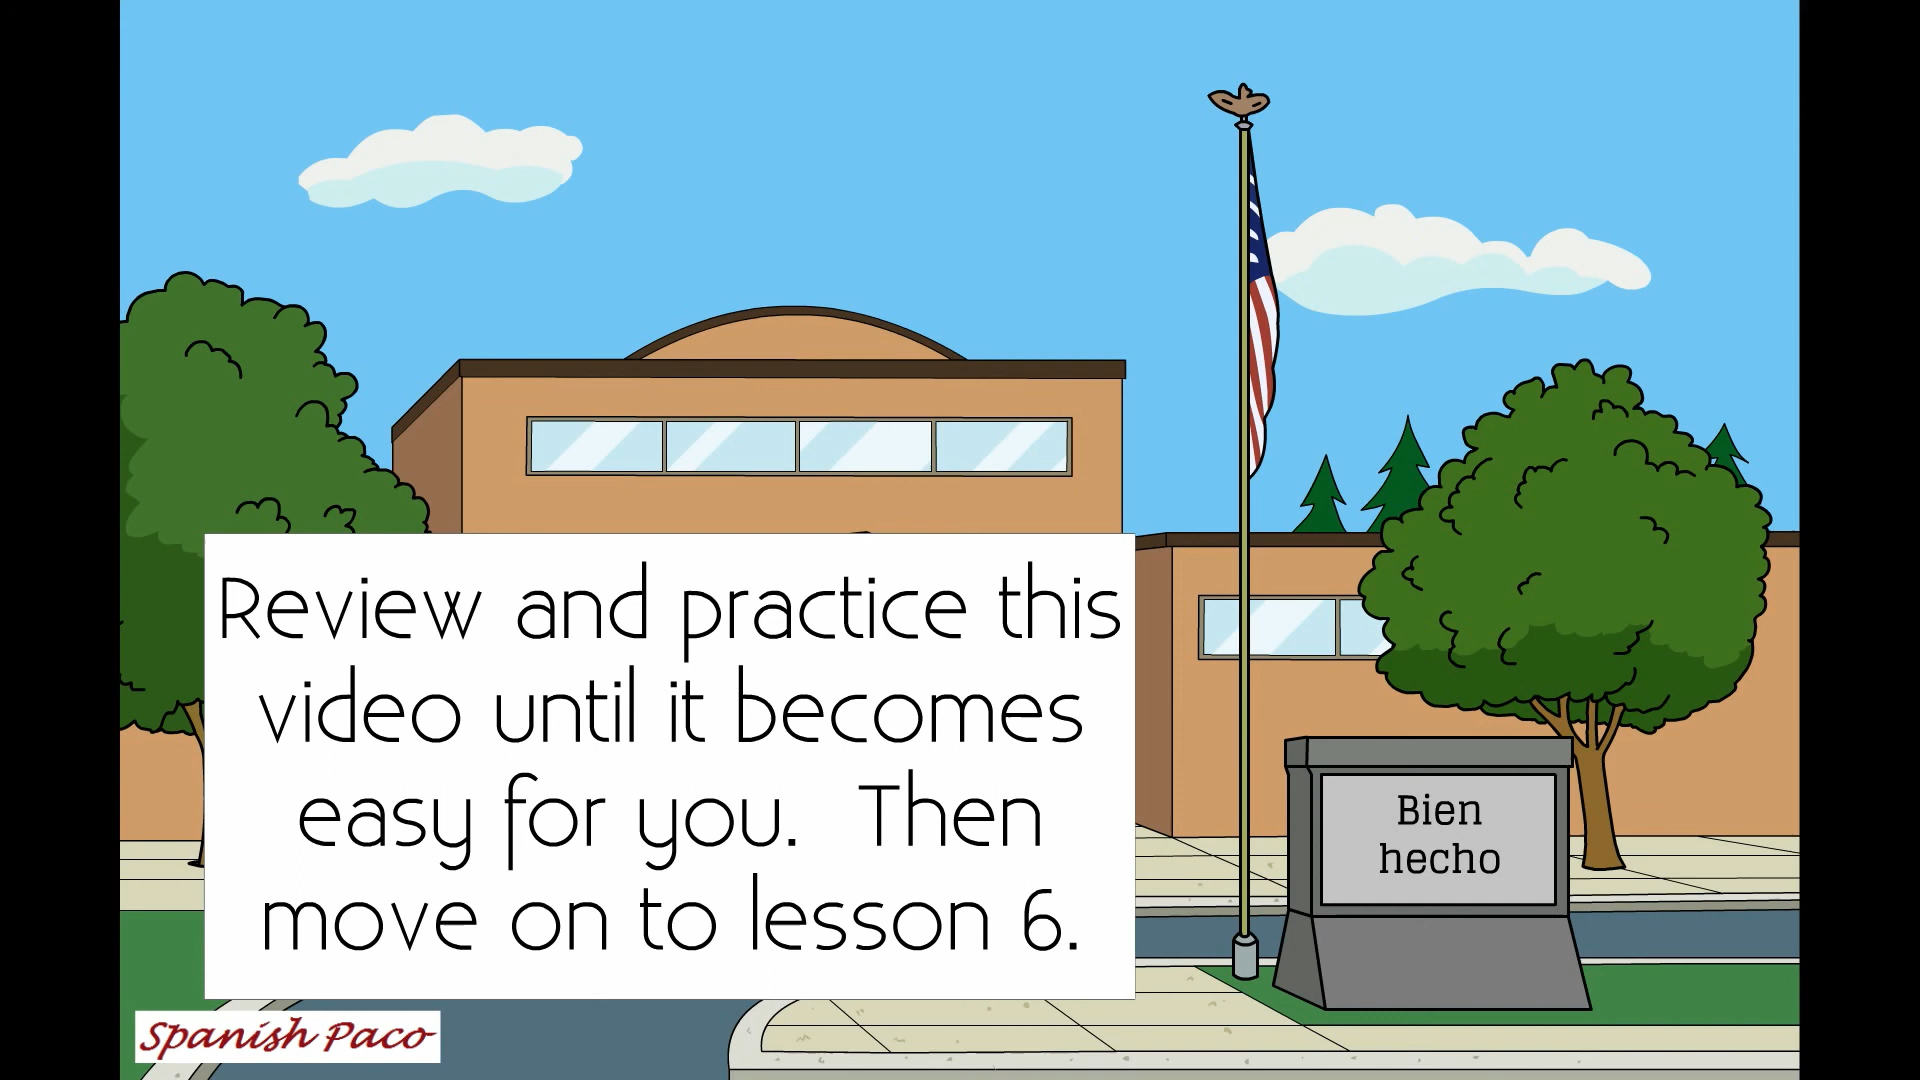 Review and practice this
video until it becomes
easy for you. Then
move on to lesson 6.
Bien
hecho
Spanish Paco